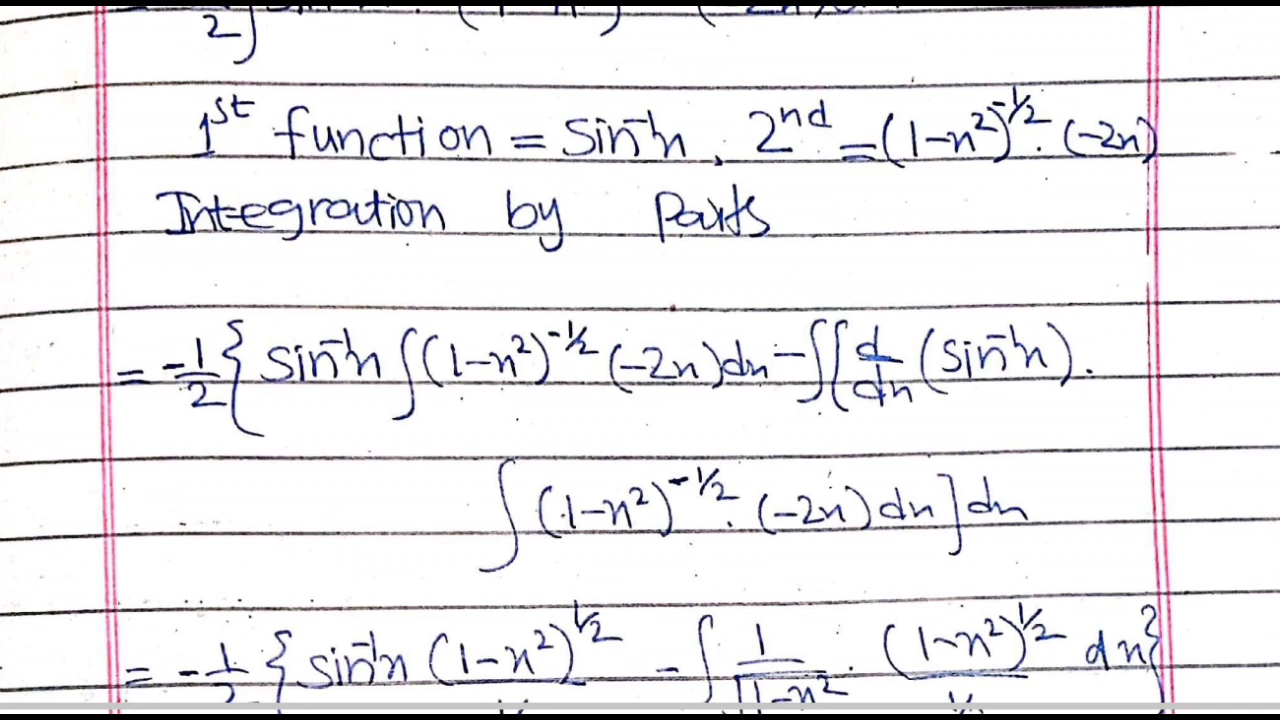 1st function = Sin⁻¹x . 2nd = (1-x²)^-1/2 . (-2x)
Integration by Parts
= -1/2 { Sin⁻¹x ∫(1-x²)^-1/2 (-2x)dx - ∫[d/dx (Sin⁻¹x) .
∫(1-x²)^-1/2 . (-2x)dx]dx
= -1/2 { Sin⁻¹x (1-x²)^1/2 - ∫ 1/√1-x² . (1-x²)^1/2 dx }